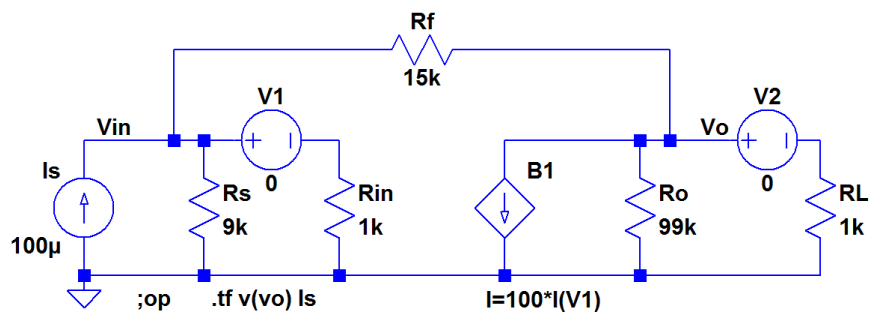 Rf
15k
V1
V2
Vin
Vo
+
−
+
−
Is
Rs
0
Rin
B1
Ro
0
RL
9k
1k
99k
1k
100µ
;op
.tf v(vo) Is
I=100*I(V1)